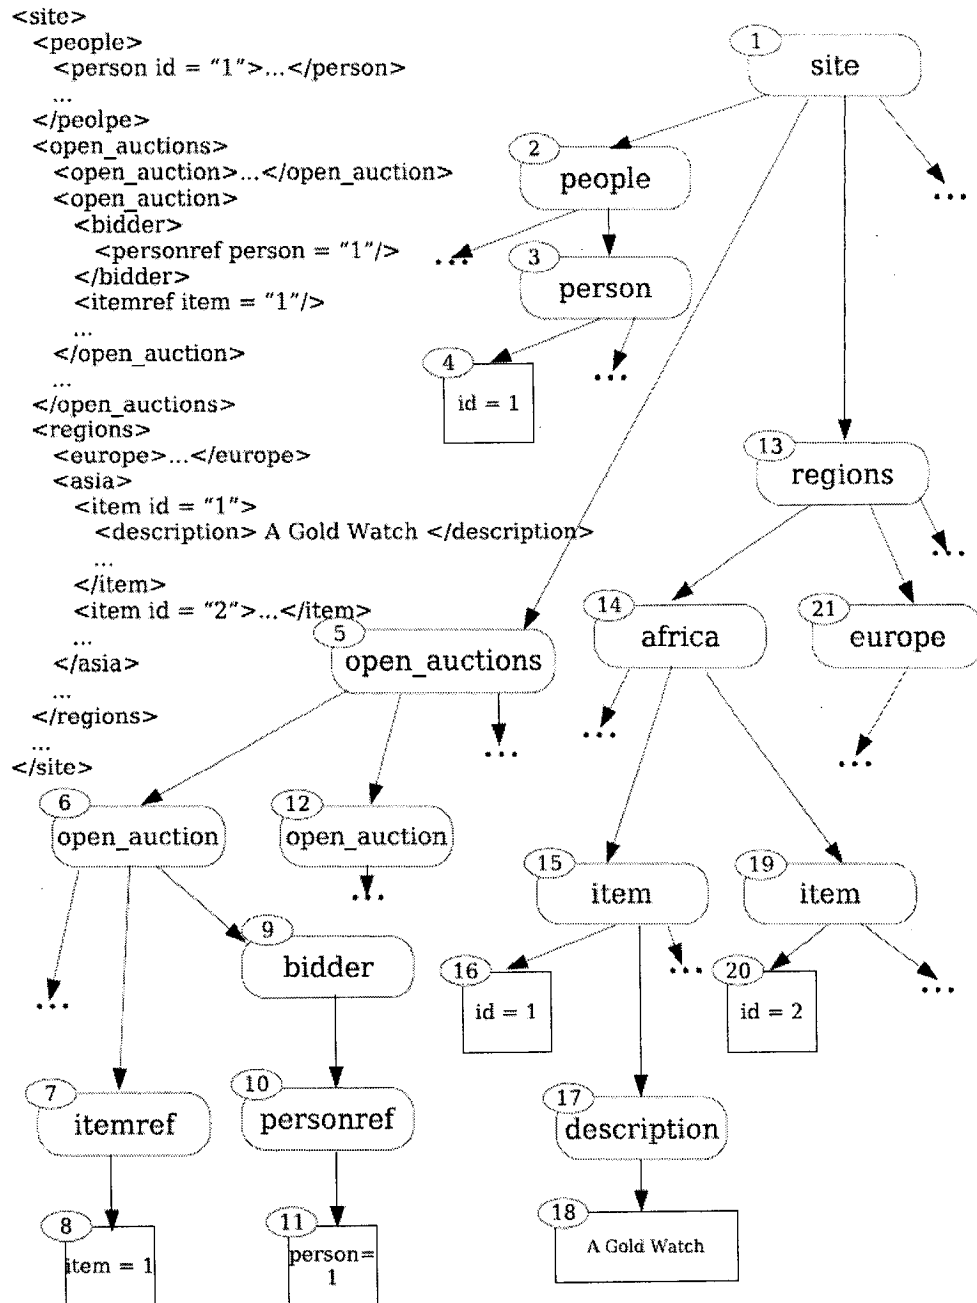 <site>
<people>
<person id = "1">...</person>
...
</peolpe>
<open_auctions>
<open_auction>...</open_auction>
<open_auction>
<bidder>
<personref person = "1"/>
</bidder>
<itemref item = "1"/>
...
</open_auction>
...
</open_auctions>
<regions>
<europe>...</europe>
<asia>
<item id = "1">
<description> A Gold Watch </description>
...
</item>
<item id = "2">...</item>
...
</asia>
...
</regions>
...
</site>
1
site
2
people
...
...
3
person
4
...
id = 1
13
regions
...
5
open_auctions
14
africa
21
europe
...
...
...
6
open_auction
12
open_auction
...
15
item
19
item
9
bidder
...
16
id = 1
...
20
id = 2
...
7
itemref
10
personref
17
description
8
item = 1
11
person=
1
18
A Gold Watch